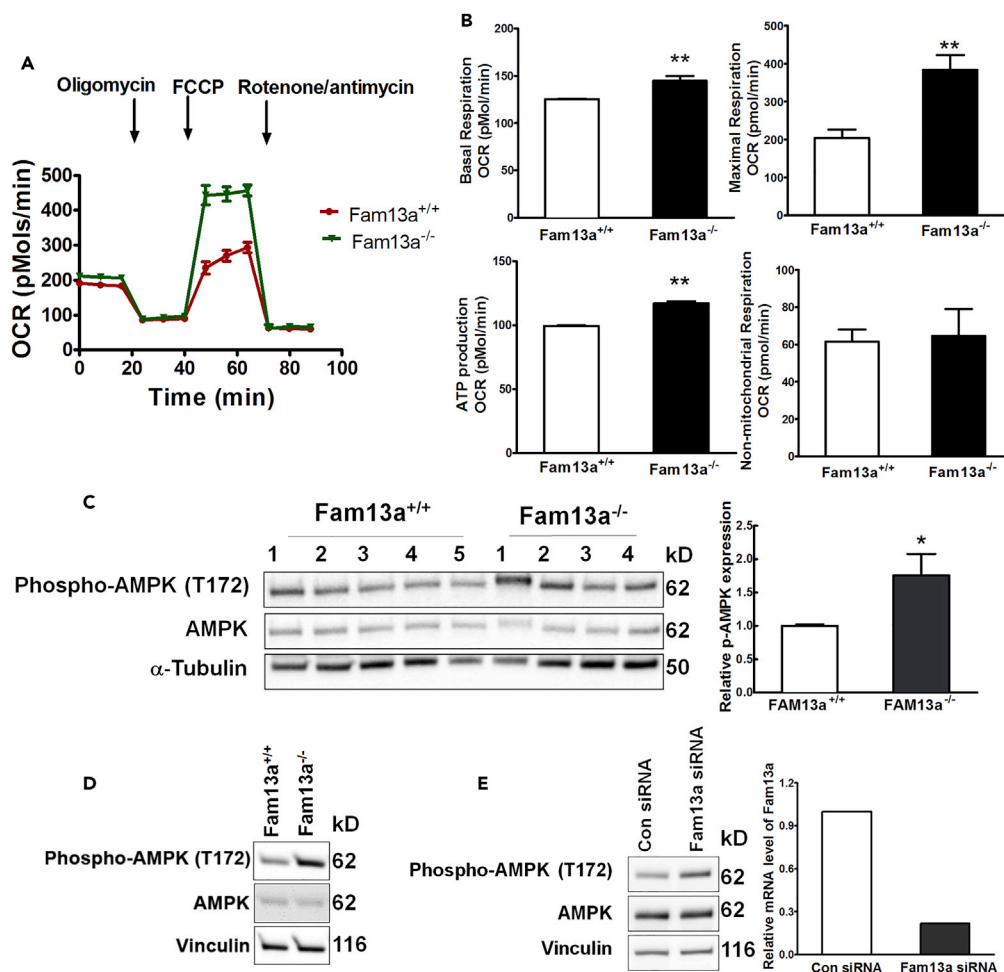 A
Oligomycin FCCP Rotenone/antimycin
OCR (pMols/min)
500
400
300
200
100
0
0 20 40 60 80 100
Time (min)
Fam13a+/+
Fam13a-/-
B
Basal Respiration
OCR (pMol/min)
150
100
50
0
**
Fam13a+/+ Fam13a-/-
Maximal Respiration
OCR (pmol/min)
500
400
300
200
100
0
**
Fam13a+/+ Fam13a-/-
ATP production
OCR (pMol/min)
150
100
50
0
**
Fam13a+/+ Fam13a-/-
Non-mitochondrial Respiration
OCR (pmol/min)
100
80
60
40
20
0
Fam13a+/+ Fam13a-/-
C
Fam13a+/+ Fam13a-/-
1 2 3 4 5 1 2 3 4 kD
Phospho-AMPK (T172) 62
AMPK 62
α-Tubulin 50
Relative p-AMPK expression
2.5
2.0
1.5
1.0
0.5
0.0
*
FAM13a+/+ FAM13a-/-
D
Fam13a+/+
Fam13a-/-
kD
Phospho-AMPK (T172) 62
AMPK 62
Vinculin 116
E
Con siRNA
Fam13a siRNA
kD
Phospho-AMPK (T172) 62
AMPK 62
Vinculin 116
Relative mRNA level of Fam13a
1.2
0.9
0.6
0.3
0.0
Con siRNA Fam13a siRNA